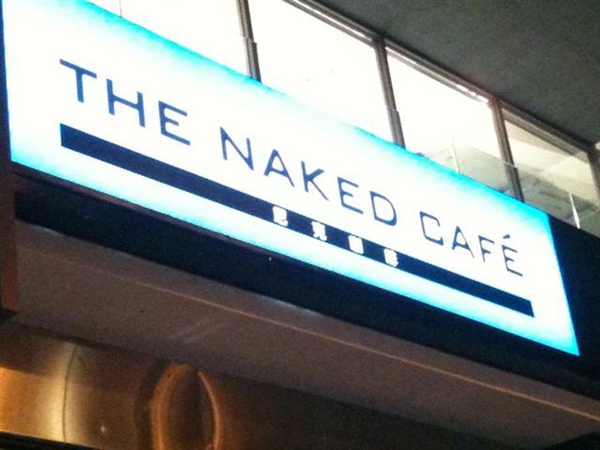 THE NAKED CAFÉ